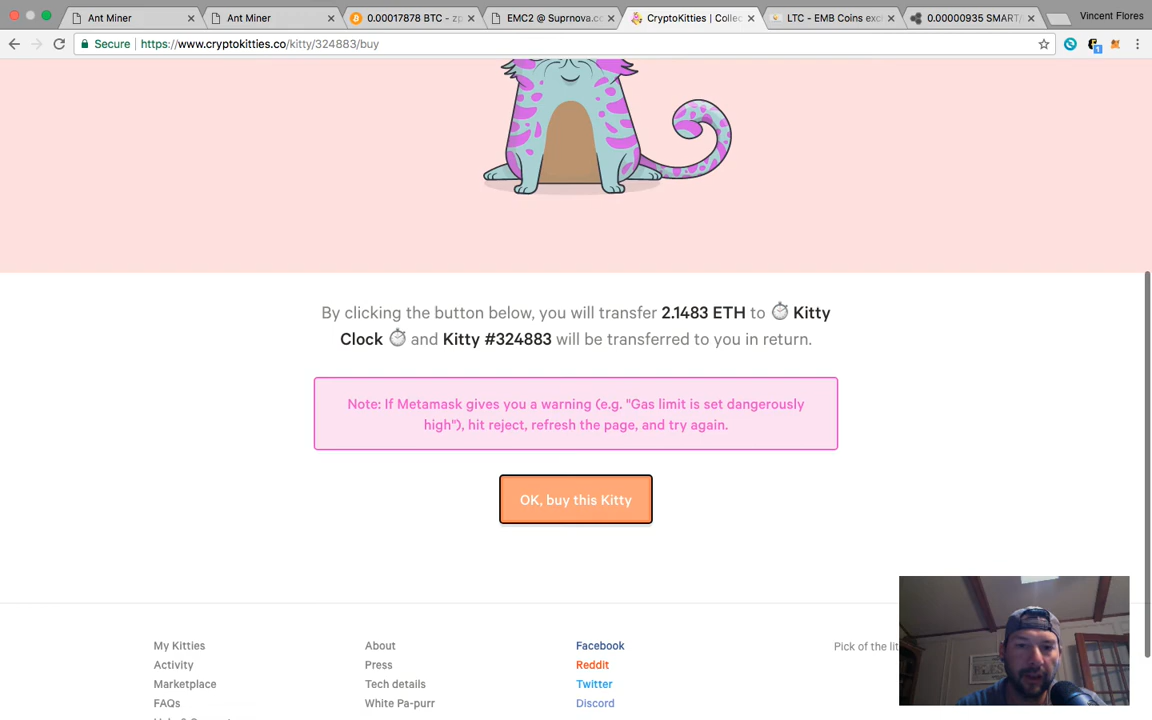 Ant Miner
Ant Miner
0.00017878 BTC - zp
EMC2 @ Suprnova.cc
CryptoKitties | Collec
LTC - EMB Coins exc
0.00000935 SMART/
Vincent Flores
Secure
https://www.cryptokitties.co/kitty/324883/buy
1
By clicking the button below, you will transfer 2.1483 ETH to Kitty
Clock and Kitty #324883 will be transferred to you in return.
Note: If Metamask gives you a warning (e.g. "Gas limit is set dangerously
high"), hit reject, refresh the page, and try again.
OK, buy this Kitty
My Kitties
Activity
Marketplace
FAQs
About
Press
Tech details
White Pa-purr
Facebook
Reddit
Twitter
Discord
Pick of the lit